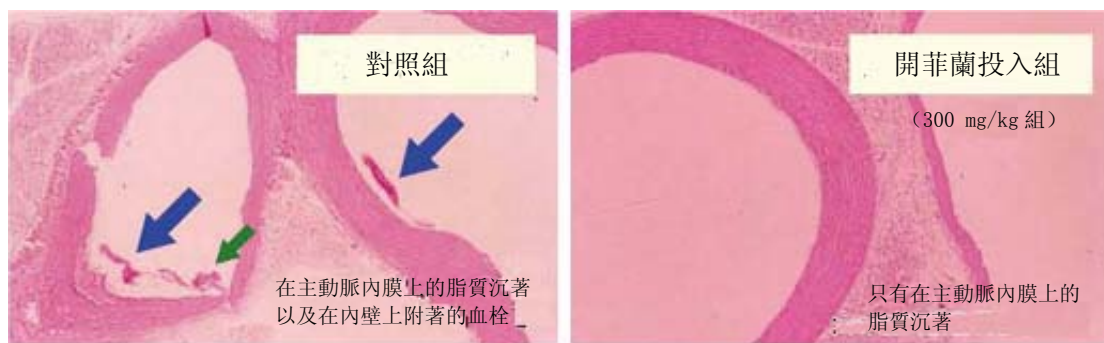 對照組
在主動脈內膜上的脂質沉著
以及在內壁上附著的血栓
開菲蘭投入組
（300 mg/kg 組）
只有在主動脈內膜上的
脂質沉著